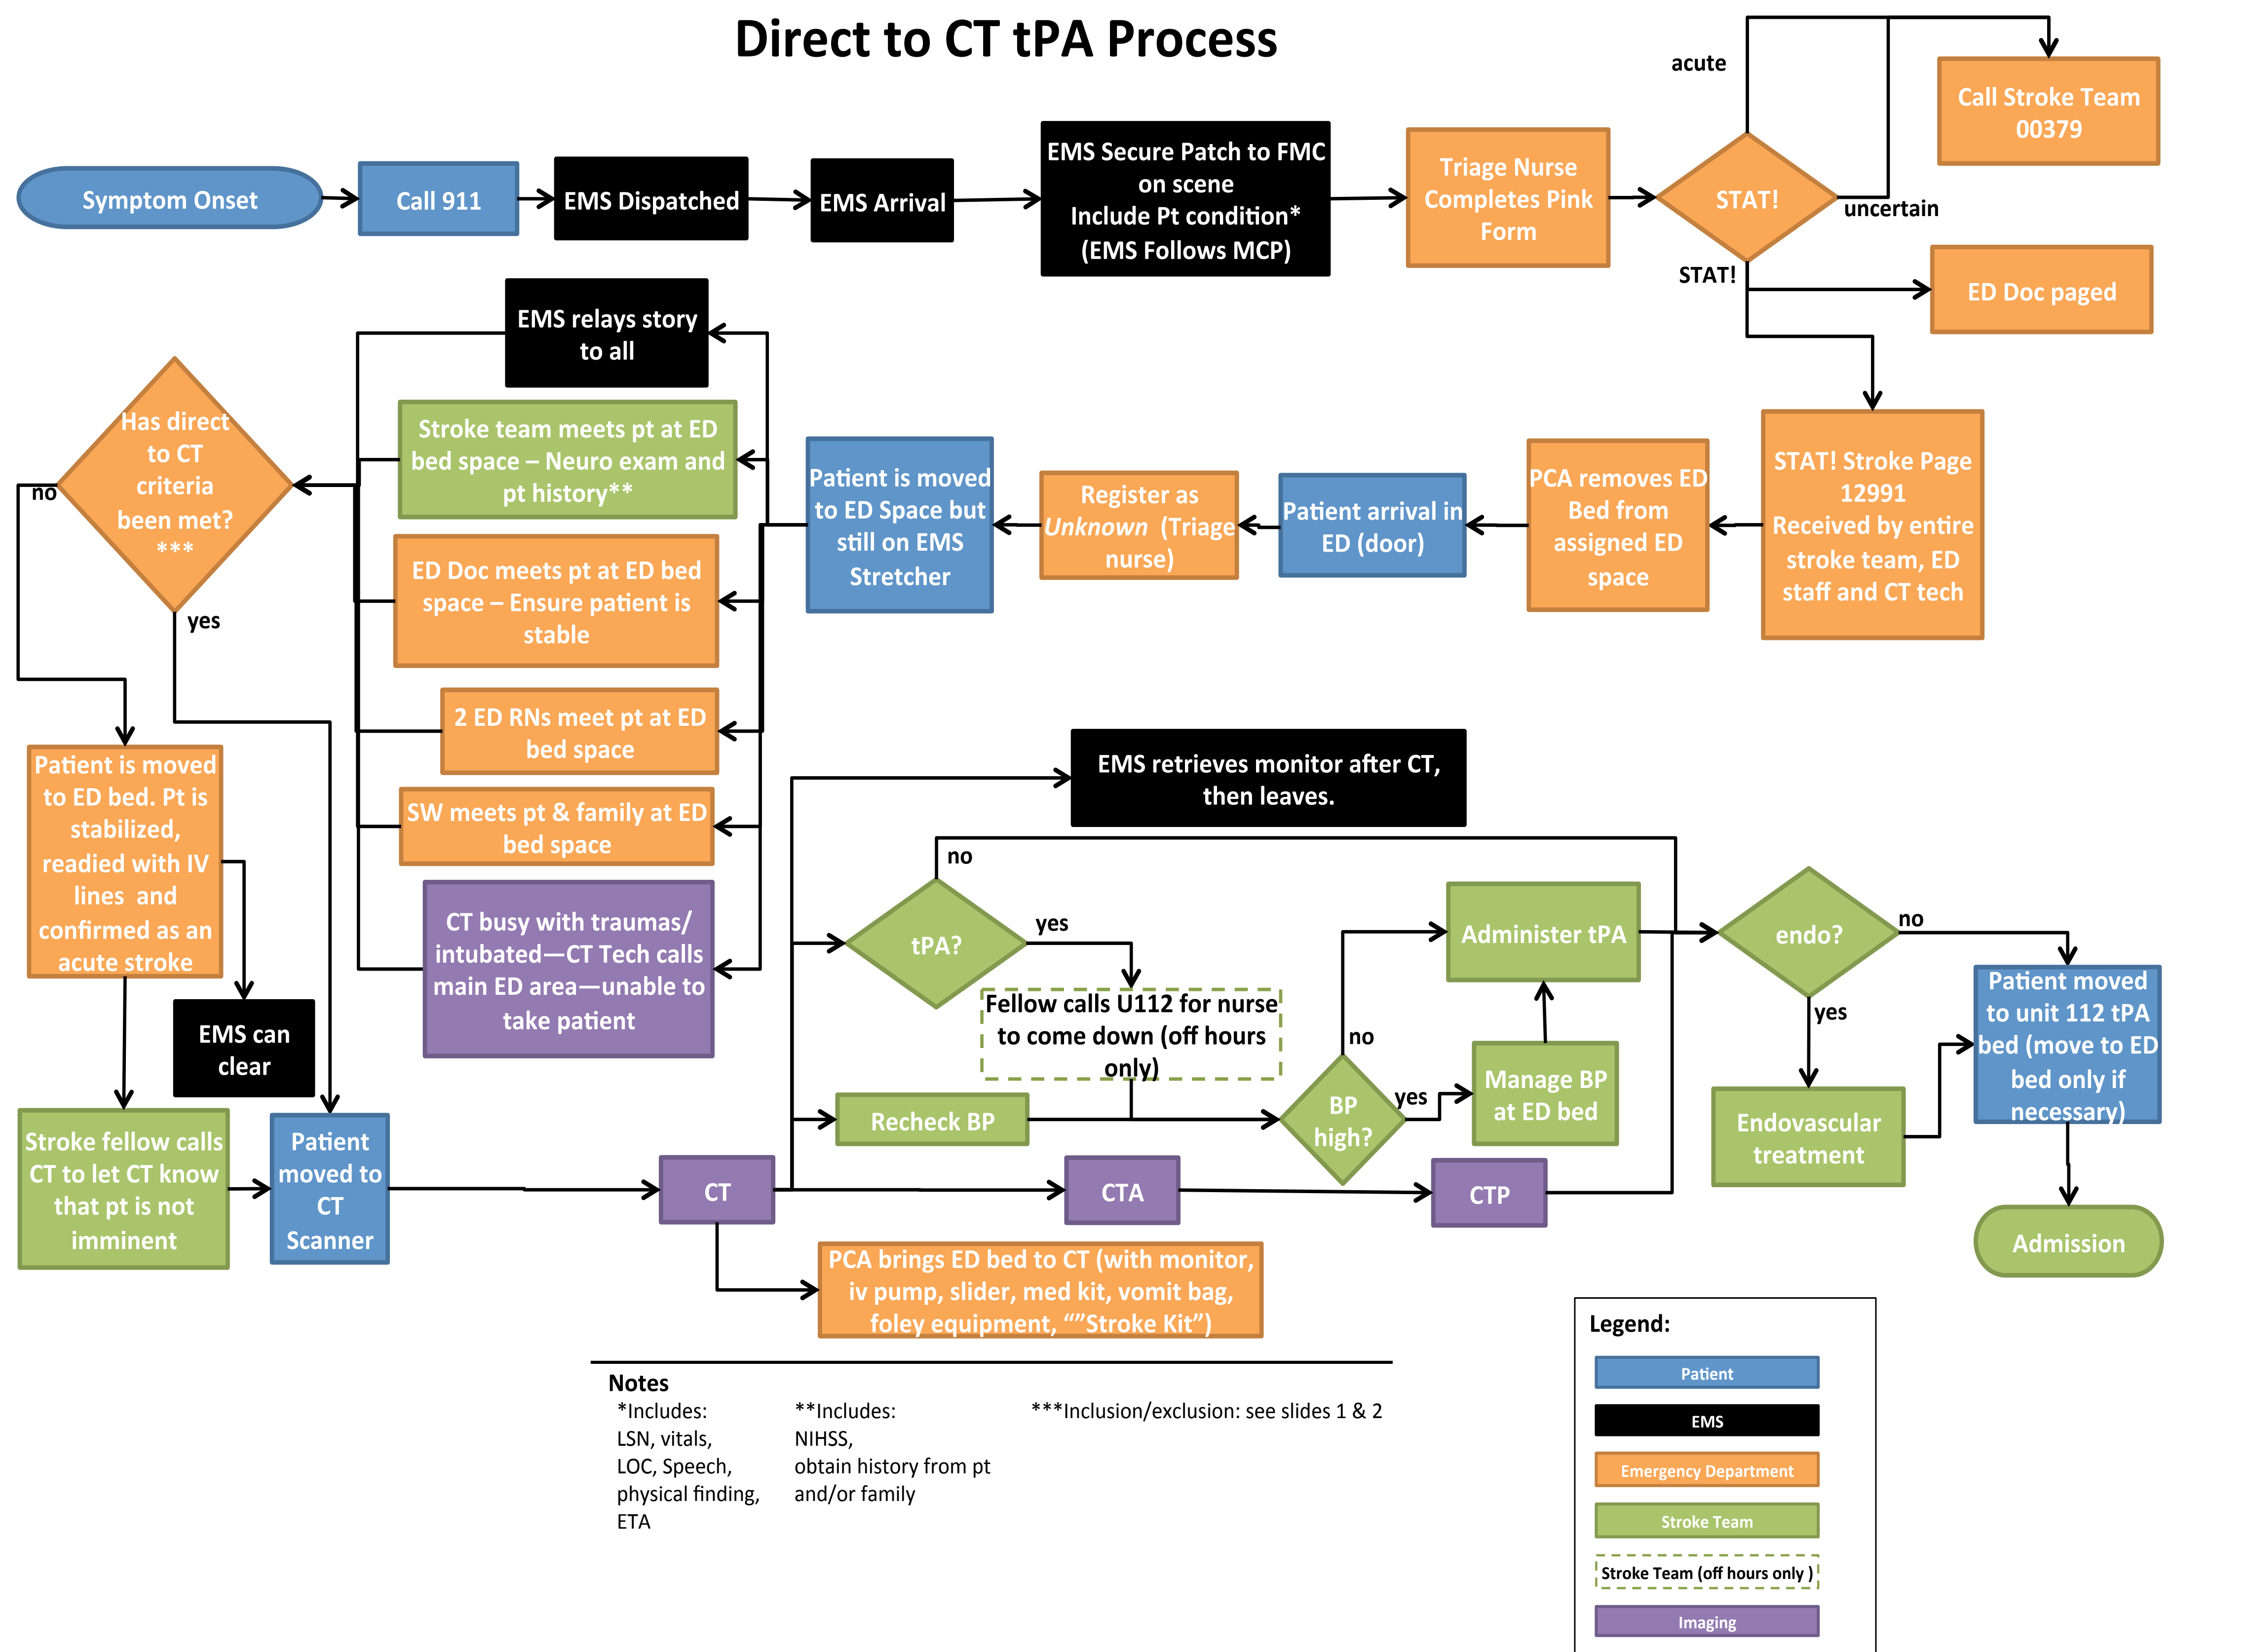 Direct to CT tPA Process
acute
Call Stroke Team
00379
Symptom Onset
Call 911
EMS Dispatched
EMS Arrival
EMS Secure Patch to FMC
on scene
Include Pt condition*
(EMS Follows MCP)
Triage Nurse
Completes Pink
Form
STAT!
uncertain
STAT!
ED Doc paged
STAT! Stroke Page
12991
Received by entire
stroke team, ED
staff and CT tech
PCA removes ED
Bed from
assigned ED
space
Patient arrival in
ED (door)
Register as
Unknown (Triage
nurse)
Patient is moved
to ED Space but
still on EMS
Stretcher
EMS relays story
to all
Stroke team meets pt at ED
bed space – Neuro exam and
pt history**
ED Doc meets pt at ED bed
space – Ensure patient is
stable
2 ED RNs meet pt at ED
bed space
SW meets pt & family at ED
bed space
CT busy with traumas/
intubated—CT Tech calls
main ED area—unable to
take patient
Has direct
to CT
criteria
been met?
***
no
yes
Patient is moved
to ED bed. Pt is
stabilized,
readied with IV
lines and
confirmed as an
acute stroke
EMS can
clear
Stroke fellow calls
CT to let CT know
that pt is not
imminent
Patient
moved to
CT
Scanner
CT
EMS retrieves monitor after CT,
then leaves.
no
tPA?
yes
Fellow calls U112 for nurse
to come down (off hours
only)
Recheck BP
BP
high?
no
yes
Manage BP
at ED bed
Administer tPA
CTA
CTP
PCA brings ED bed to CT (with monitor,
iv pump, slider, med kit, vomit bag,
foley equipment, “”Stroke Kit”)
endo?
no
yes
Endovascular
treatment
Patient moved
to unit 112 tPA
bed (move to ED
bed only if
necessary)
Admission
Notes
*Includes:
LSN, vitals,
LOC, Speech,
physical finding,
ETA
**Includes:
NIHSS,
obtain history from pt
and/or family
***Inclusion/exclusion: see slides 1 & 2
Legend:
Patient
EMS
Emergency Department
Stroke Team
Stroke Team (off hours only )
Imaging